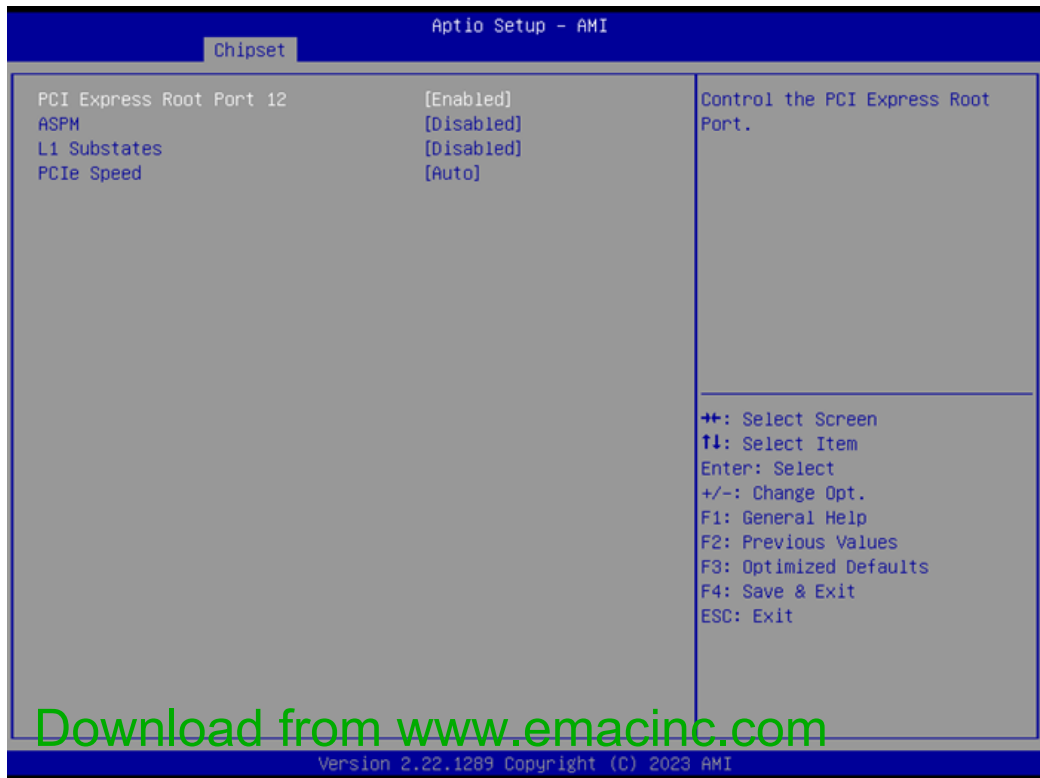 Aptio Setup – AMI
Chipset
PCI Express Root Port 12 [Enabled]
ASPM [Disabled]
L1 Substates [Disabled]
PCIe Speed [Auto]
Control the PCI Express Root
Port.
→←: Select Screen
↑↓: Select Item
Enter: Select
+/-: Change Opt.
F1: General Help
F2: Previous Values
F3: Optimized Defaults
F4: Save & Exit
ESC: Exit
Download from www.emacinc.com
Version 2.22.1289 Copyright (C) 2023 AMI